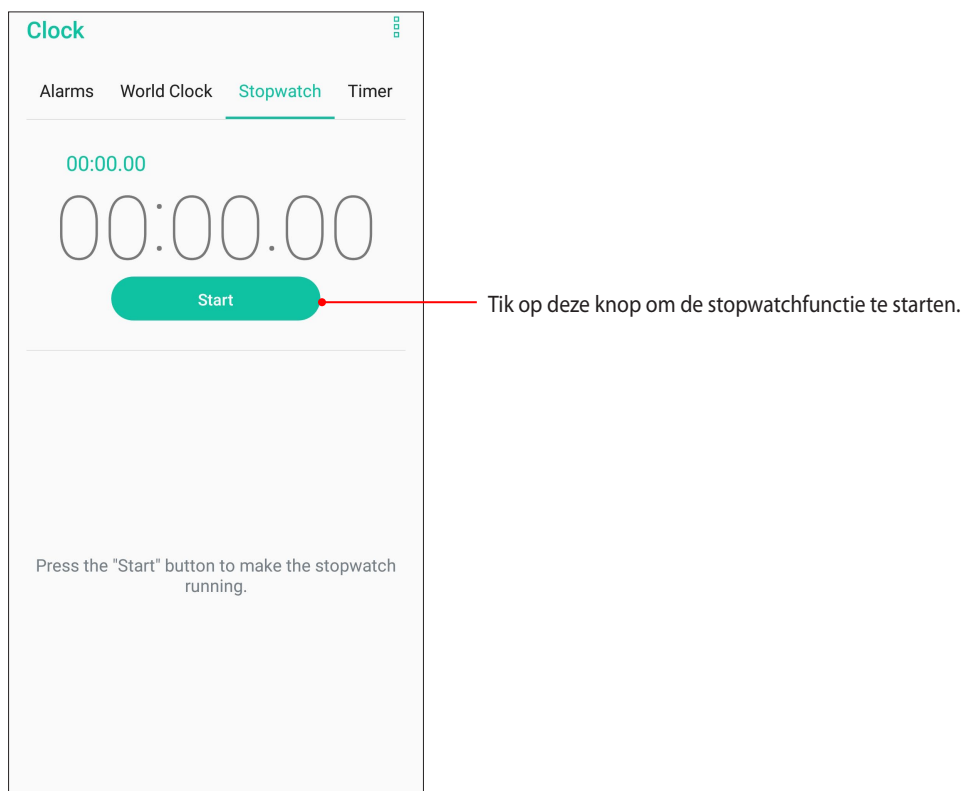 Clock
Alarms World Clock Stopwatch Timer
00:00.00
00:00.00
Start
Tik op deze knop om de stopwatchfunctie te starten.
Press the "Start" button to make the stopwatch
running.